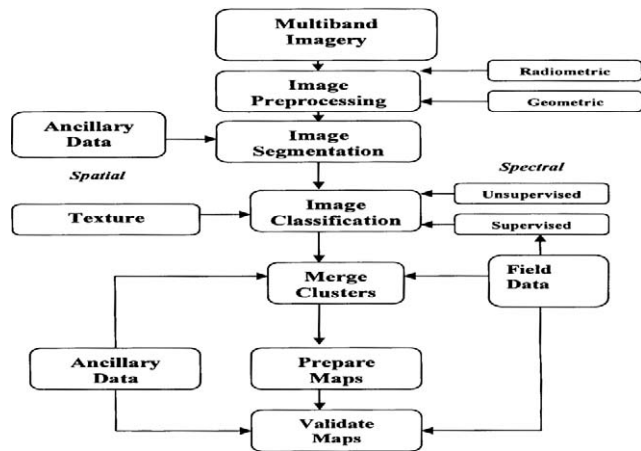 Multiband
Imagery
Image
Preprocessing
Radiometric
Geometric
Ancillary
Data
Image
Segmentation
Spatial
Spectral
Texture
Image
Classification
Unsupervised
Supervised
Merge
Clusters
Field
Data
Ancillary
Data
Prepare
Maps
Validate
Maps